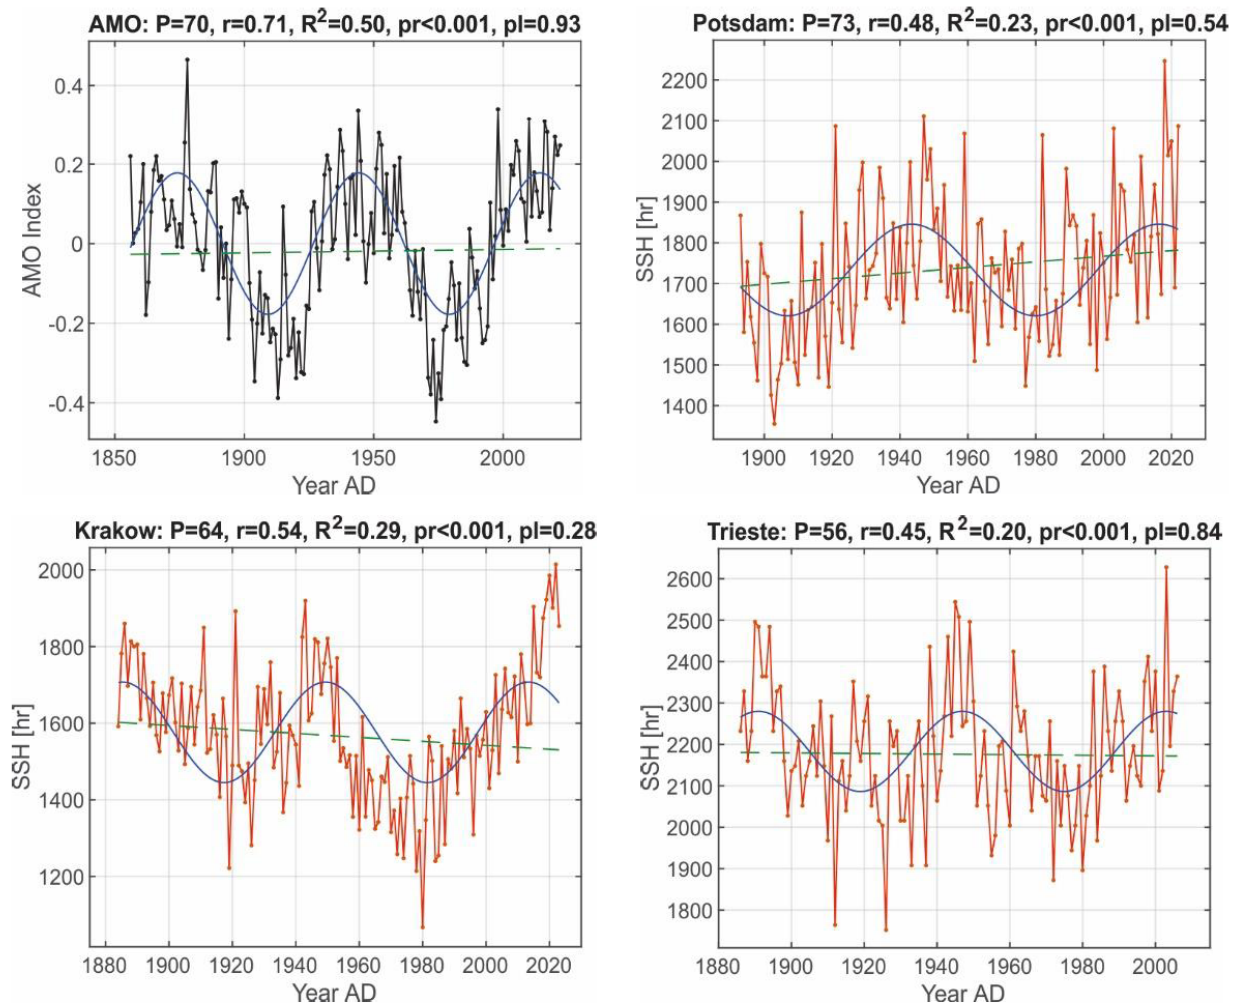 AMO: P=70, r=0.71, R²=0.50, pr<0.001, pl=0.93
0.4
0.2
0
-0.2
-0.4
AMO Index
1850 1900 1950 2000
Year AD
Potsdam: P=73, r=0.48, R²=0.23, pr<0.001, pl=0.54
2200
2100
2000
1900
1800
1700
1600
1500
1400
SSH [hr]
1900 1920 1940 1960 1980 2000 2020
Year AD
Krakow: P=64, r=0.54, R²=0.29, pr<0.001, pl=0.28
2000
1800
1600
1400
1200
SSH [hr]
1880 1900 1920 1940 1960 1980 2000 2020
Year AD
Trieste: P=56, r=0.45, R²=0.20, pr<0.001, pl=0.84
2600
2500
2400
2300
2200
2100
2000
1900
1800
SSH [hr]
1880 1900 1920 1940 1960 1980 2000
Year AD